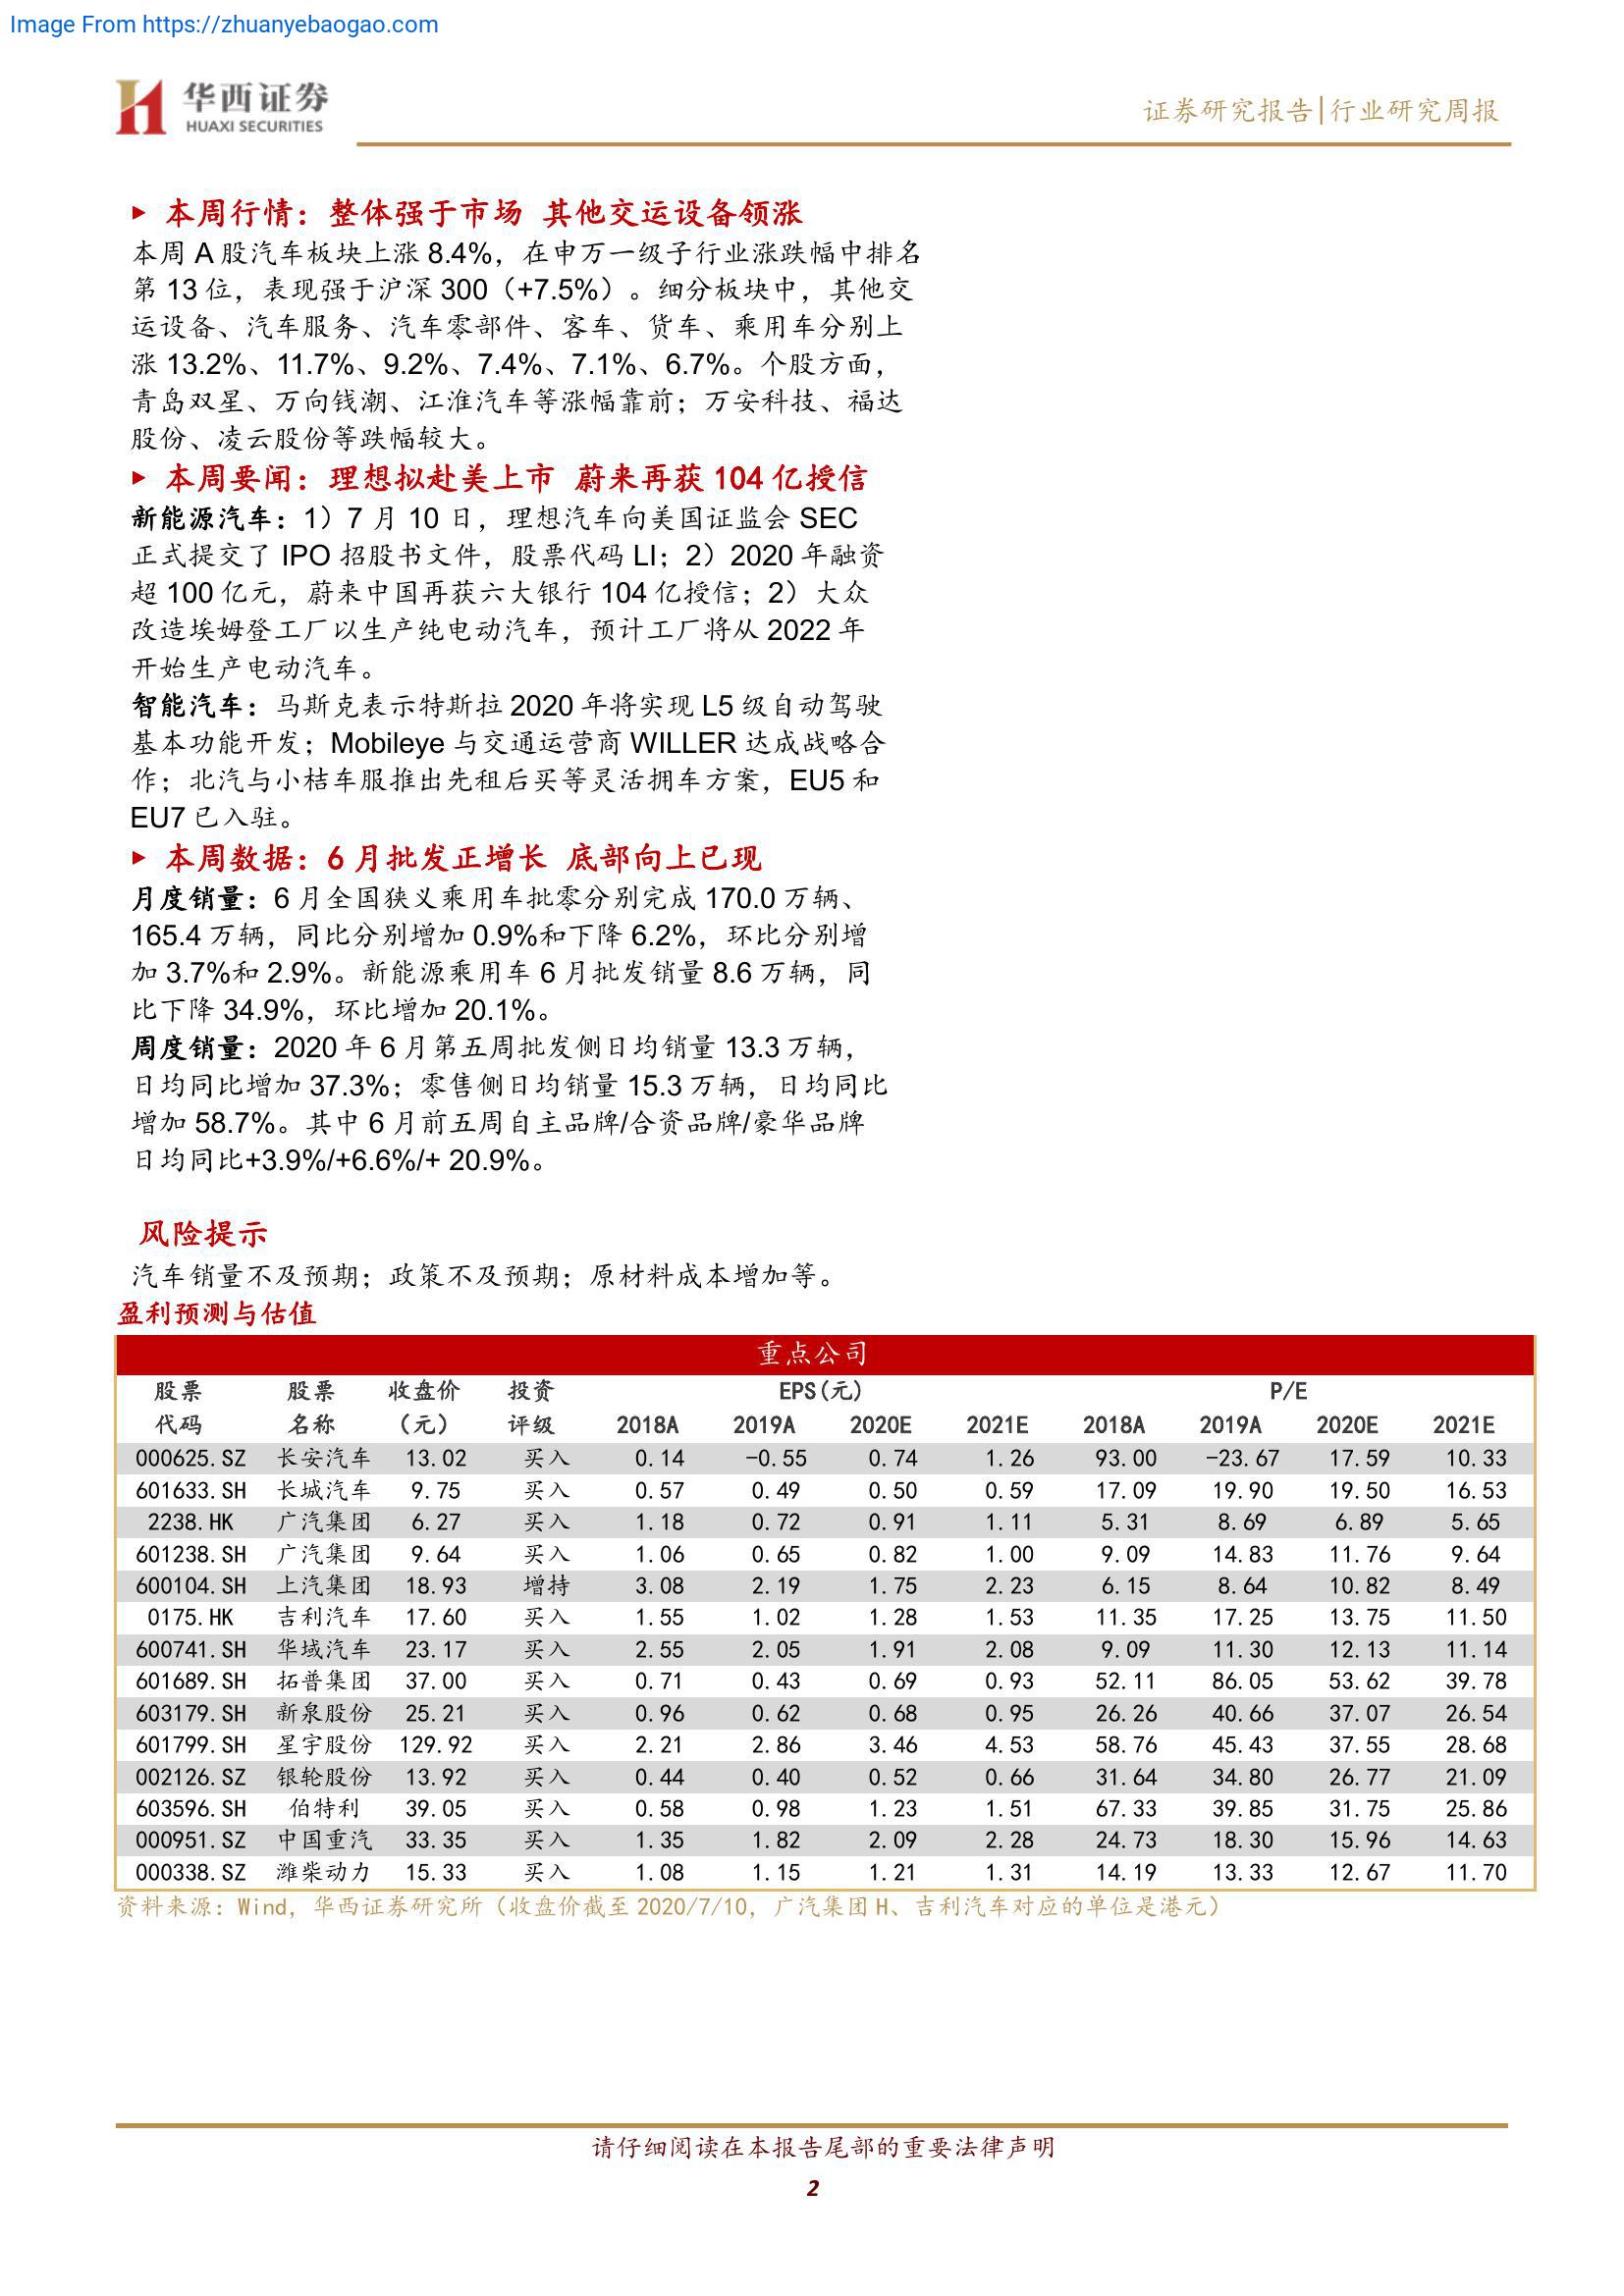 Image From https://zhuanyebaogao.com
华西证券
HUAXI SECURITIES
证券研究报告|行业研究周报
▶ 本周行情：整体强于市场 其他交运设备领涨
本周 A 股汽车板块上涨 8.4%，在申万一级子行业涨跌幅中排名
第 13 位，表现强于沪深 300（+7.5%）。细分板块中，其他交
运设备、汽车服务、汽车零部件、客车、货车、乘用车分别上
涨 13.2%、11.7%、9.2%、7.4%、7.1%、6.7%。个股方面，
青岛双星、万向钱潮、江淮汽车等涨幅靠前；万安科技、福达
股份、凌云股份等跌幅较大。
▶ 本周要闻：理想拟赴美上市 蔚来再获 104 亿授信
新能源汽车：1）7 月 10 日，理想汽车向美国证监会 SEC
正式提交了 IPO 招股书文件，股票代码 LI；2）2020 年融资
超 100 亿元，蔚来中国再获六大银行 104 亿授信；2）大众
改造埃姆登工厂以生产纯电动汽车，预计工厂将从 2022 年
开始生产电动汽车。
智能汽车：马斯克表示特斯拉 2020 年将实现 L5 级自动驾驶
基本功能开发；Mobileye 与交通运营商 WILLER 达成战略合
作；北汽与小桔车服推出先租后买等灵活拥车方案，EU5 和
EU7 已入驻。
▶ 本周数据：6 月批发正增长 底部向上已现
月度销量：6 月全国狭义乘用车批零分别完成 170.0 万辆、
165.4 万辆，同比分别增加 0.9%和下降 6.2%，环比分别增
加 3.7%和 2.9%。新能源乘用车 6 月批发销量 8.6 万辆，同
比下降 34.9%，环比增加 20.1%。
周度销量：2020 年 6 月第五周批发侧日均销量 13.3 万辆，
日均同比增加 37.3%；零售侧日均销量 15.3 万辆，日均同比
增加 58.7%。其中 6 月前五周自主品牌/合资品牌/豪华品牌
日均同比+3.9%/+6.6%/+ 20.9%。
风险提示
汽车销量不及预期；政策不及预期；原材料成本增加等。
盈利预测与估值
重点公司
股票 股票 收盘价 投资 EPS(元) P/E
代码 名称 （元） 评级 2018A 2019A 2020E 2021E 2018A 2019A 2020E 2021E
000625.SZ 长安汽车 13.02 买入 0.14 -0.55 0.74 1.26 93.00 -23.67 17.59 10.33
601633.SH 长城汽车 9.75 买入 0.57 0.49 0.50 0.59 17.09 19.90 19.50 16.53
2238.HK 广汽集团 6.27 买入 1.18 0.72 0.91 1.11 5.31 8.69 6.89 5.65
601238.SH 广汽集团 9.64 买入 1.06 0.65 0.82 1.00 9.09 14.83 11.76 9.64
600104.SH 上汽集团 18.93 增持 3.08 2.19 1.75 2.23 6.15 8.64 10.82 8.49
0175.HK 吉利汽车 17.60 买入 1.55 1.02 1.28 1.53 11.35 17.25 13.75 11.50
600741.SH 华域汽车 23.17 买入 2.55 2.05 1.91 2.08 9.09 11.30 12.13 11.14
601689.SH 拓普集团 37.00 买入 0.71 0.43 0.69 0.93 52.11 86.05 53.62 39.78
603179.SH 新泉股份 25.21 买入 0.96 0.62 0.68 0.95 26.26 40.66 37.07 26.54
601799.SH 星宇股份 129.92 买入 2.21 2.86 3.46 4.53 58.76 45.43 37.55 28.68
002126.SZ 银轮股份 13.92 买入 0.44 0.40 0.52 0.66 31.64 34.80 26.77 21.09
603596.SH 伯特利 39.05 买入 0.58 0.98 1.23 1.51 67.33 39.85 31.75 25.86
000951.SZ 中国重汽 33.35 买入 1.35 1.82 2.09 2.28 24.73 18.30 15.96 14.63
000338.SZ 潍柴动力 15.33 买入 1.08 1.15 1.21 1.31 14.19 13.33 12.67 11.70
资料来源：Wind，华西证券研究所（收盘价截至 2020/7/10，广汽集团 H、吉利汽车对应的单位是港元）
请仔细阅读在本报告尾部的重要法律声明
2